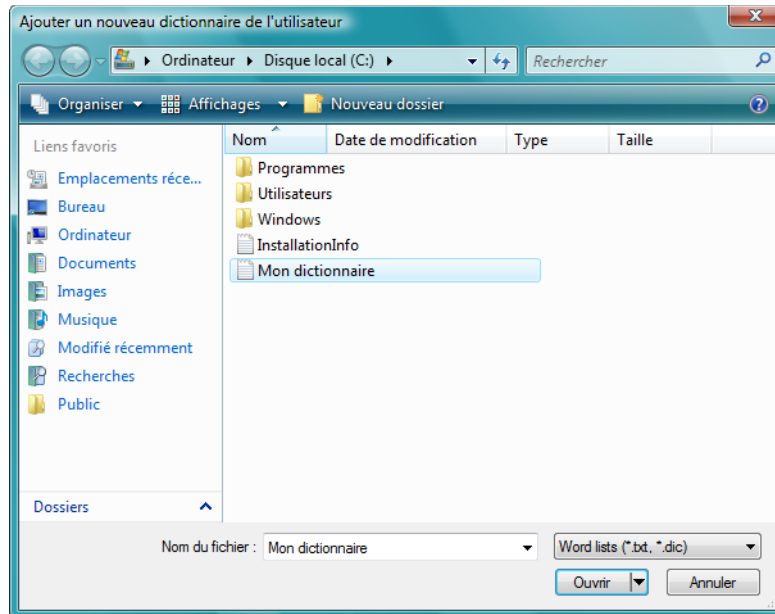 Ajouter un nouveau dictionnaire de l'utilisateur
Ordinateur Disque local (C:) Rechercher
Organiser Affichages Nouveau dossier
Liens favoris
Emplacements réce...
Bureau
Ordinateur
Documents
Images
Musique
Modifié récemment
Recherches
Public
Dossiers
Nom Date de modification Type Taille
Programmes
Utilisateurs
Windows
InstallationInfo
Mon dictionnaire
Nom du fichier : Mon dictionnaire Word lists (*.txt, *.dic)
Ouvrir Annuler